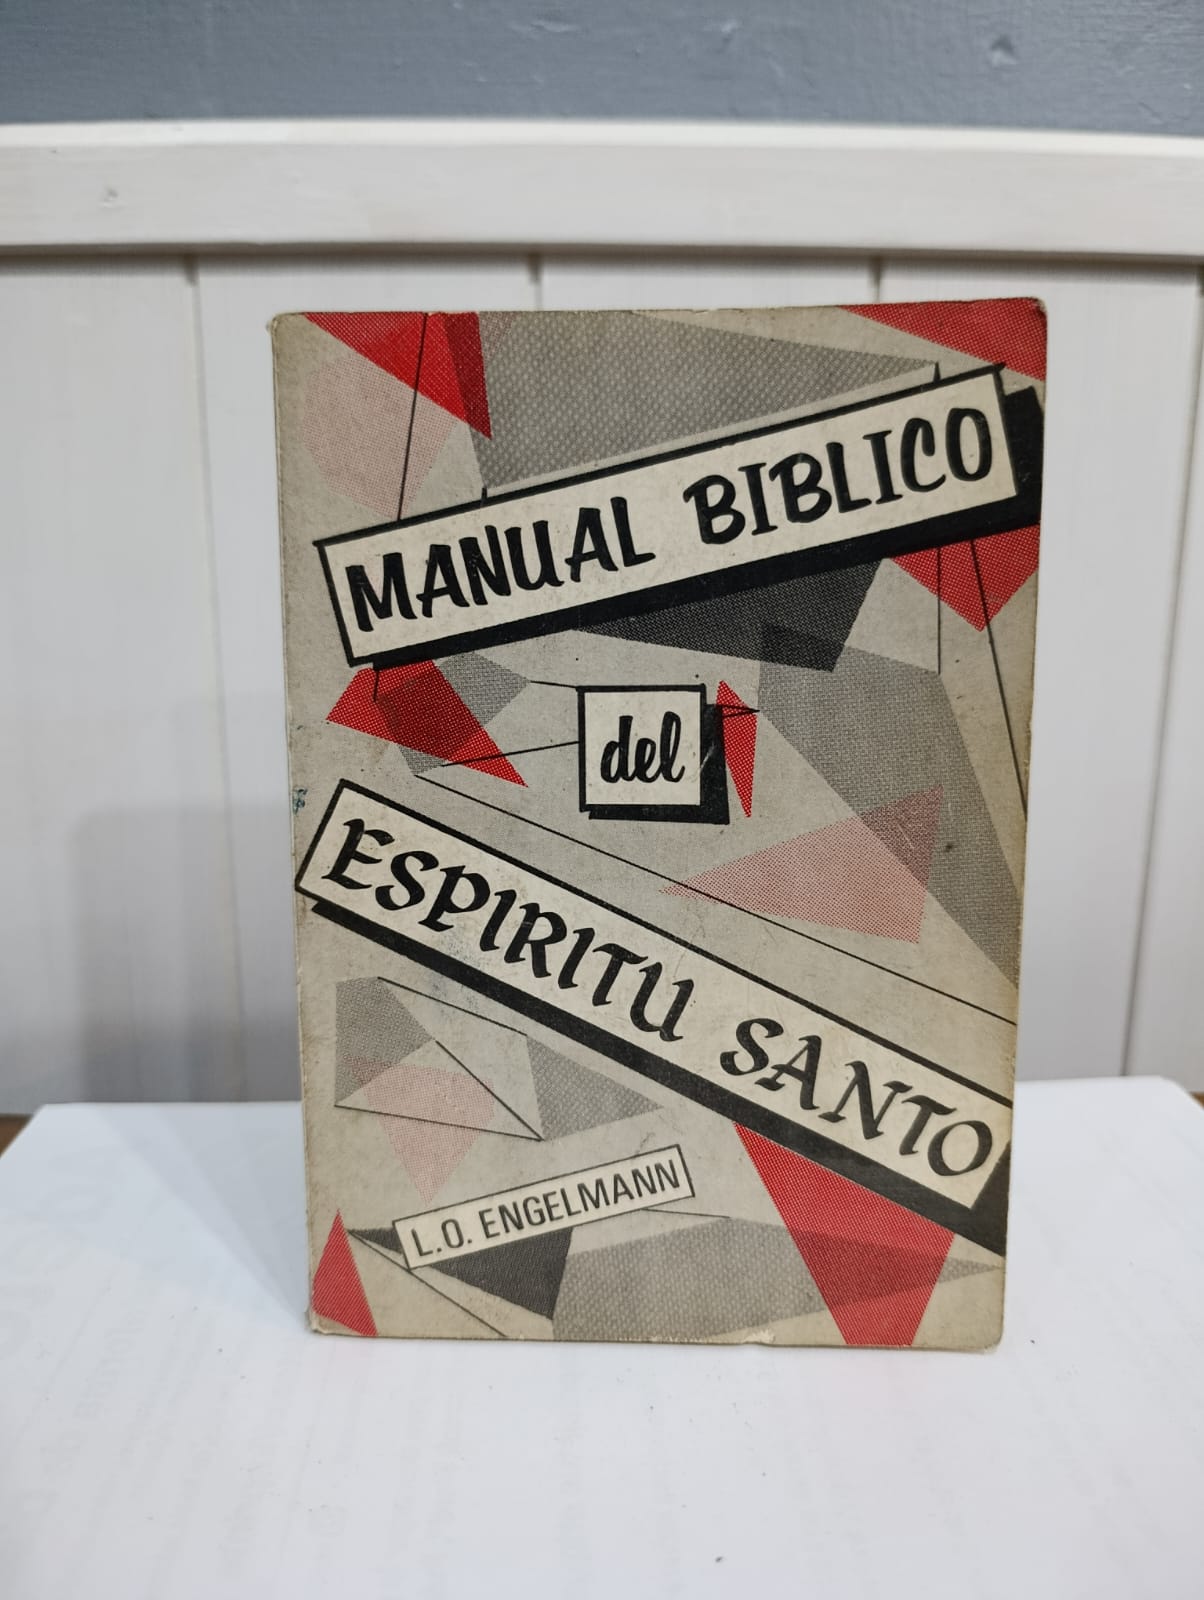 MANUAL BIBLICO
del
ESPIRITU SANTO
L.O. ENGELMANN